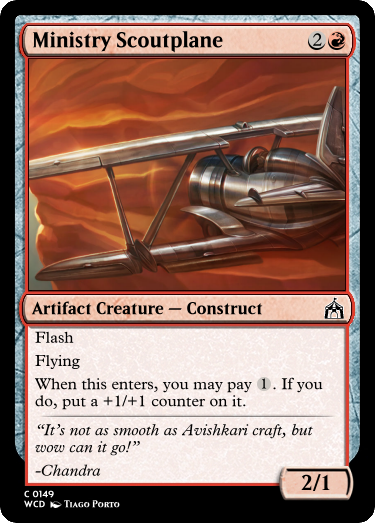 Ministry Scoutplane 2
Artifact Creature — Construct
Flash
Flying
When this enters, you may pay 1. If you
do, put a +1/+1 counter on it.
“It’s not as smooth as Avishkari craft, but
wow can it go!”
-Chandra
2/1
C 0149
WCD Tiago Porto